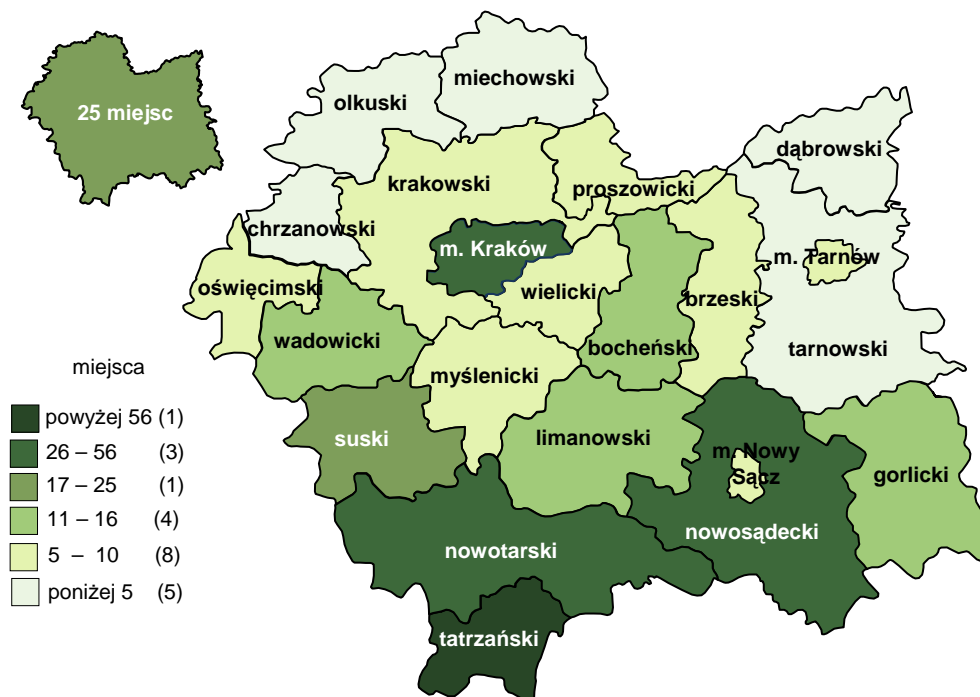 miechowski
olkuski
25 miejsc
dąbrowski
krakowski
proszowicki
chrzanowski
m. Kraków
m. Tarnów
oświęcimski
wielicki
brzeski
wadowicki
bocheński
tarnowski
miejsca
myślenicki
powyżej 56 (1)
suski
limanowski
26 – 56 (3)
m. Nowy
Sącz
gorlicki
17 – 25 (1)
11 – 16 (4)
nowosądecki
5 – 10 (8)
nowotarski
poniżej 5 (5)
tatrzański